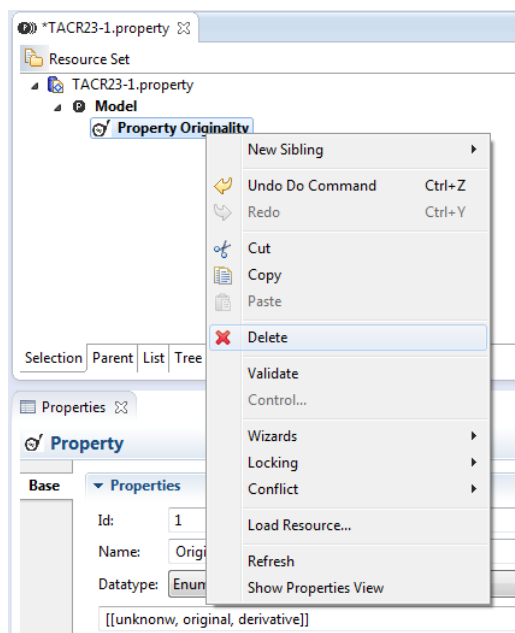 *TACR23-1.property
Resource Set
TACR23-1.property
Model
Property Originality
New Sibling
Undo Do Command Ctrl+Z
Redo Ctrl+Y
Cut
Copy
Paste
Delete
Selection Parent List Tree
Validate
Control...
Properties
Wizards
Property
Locking
Base Properties
Conflict
Id: 1
Load Resource...
Name: Origi
Refresh
Datatype: Enum
Show Properties View
[[unknonw, original, derivative]]